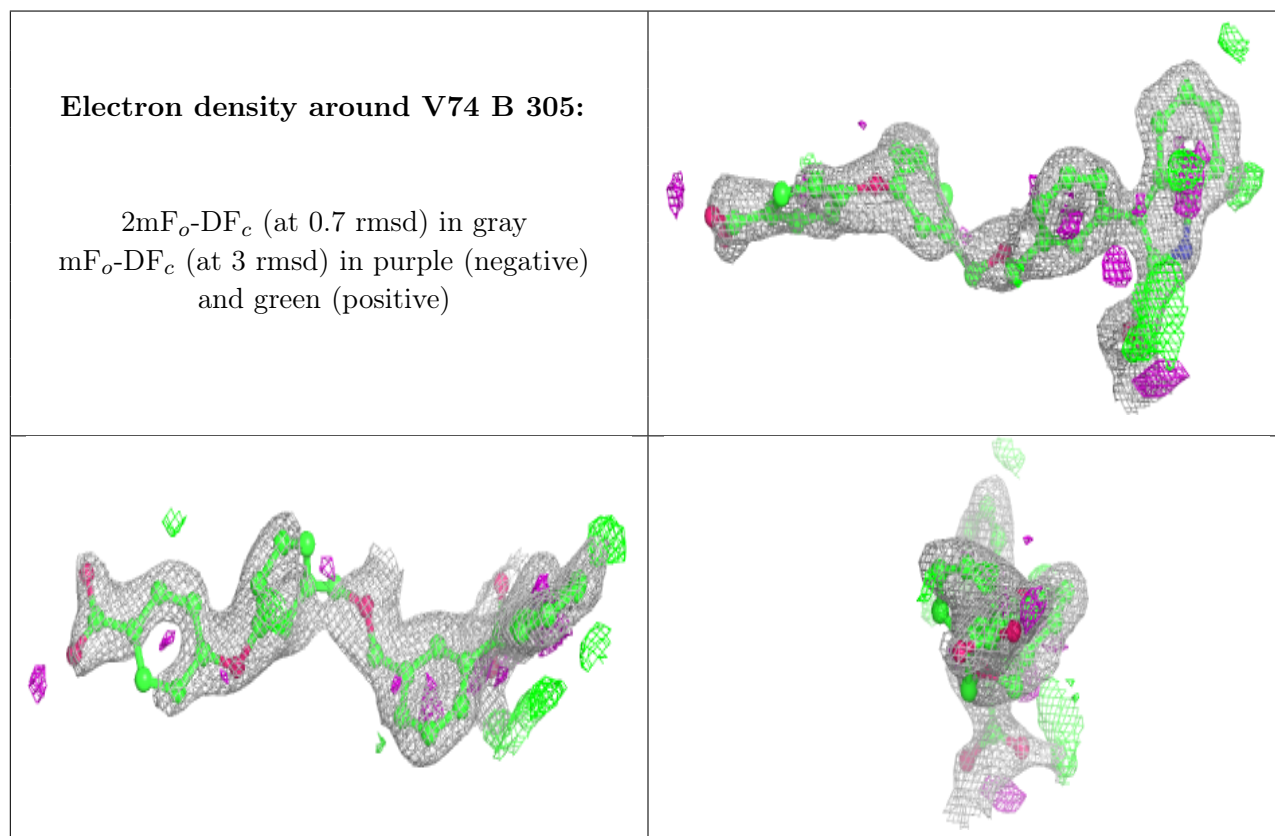 Electron density around V74 B 305:
2mFo-DFc (at 0.7 rmsd) in gray
mFo-DFc (at 3 rmsd) in purple (negative)
and green (positive)